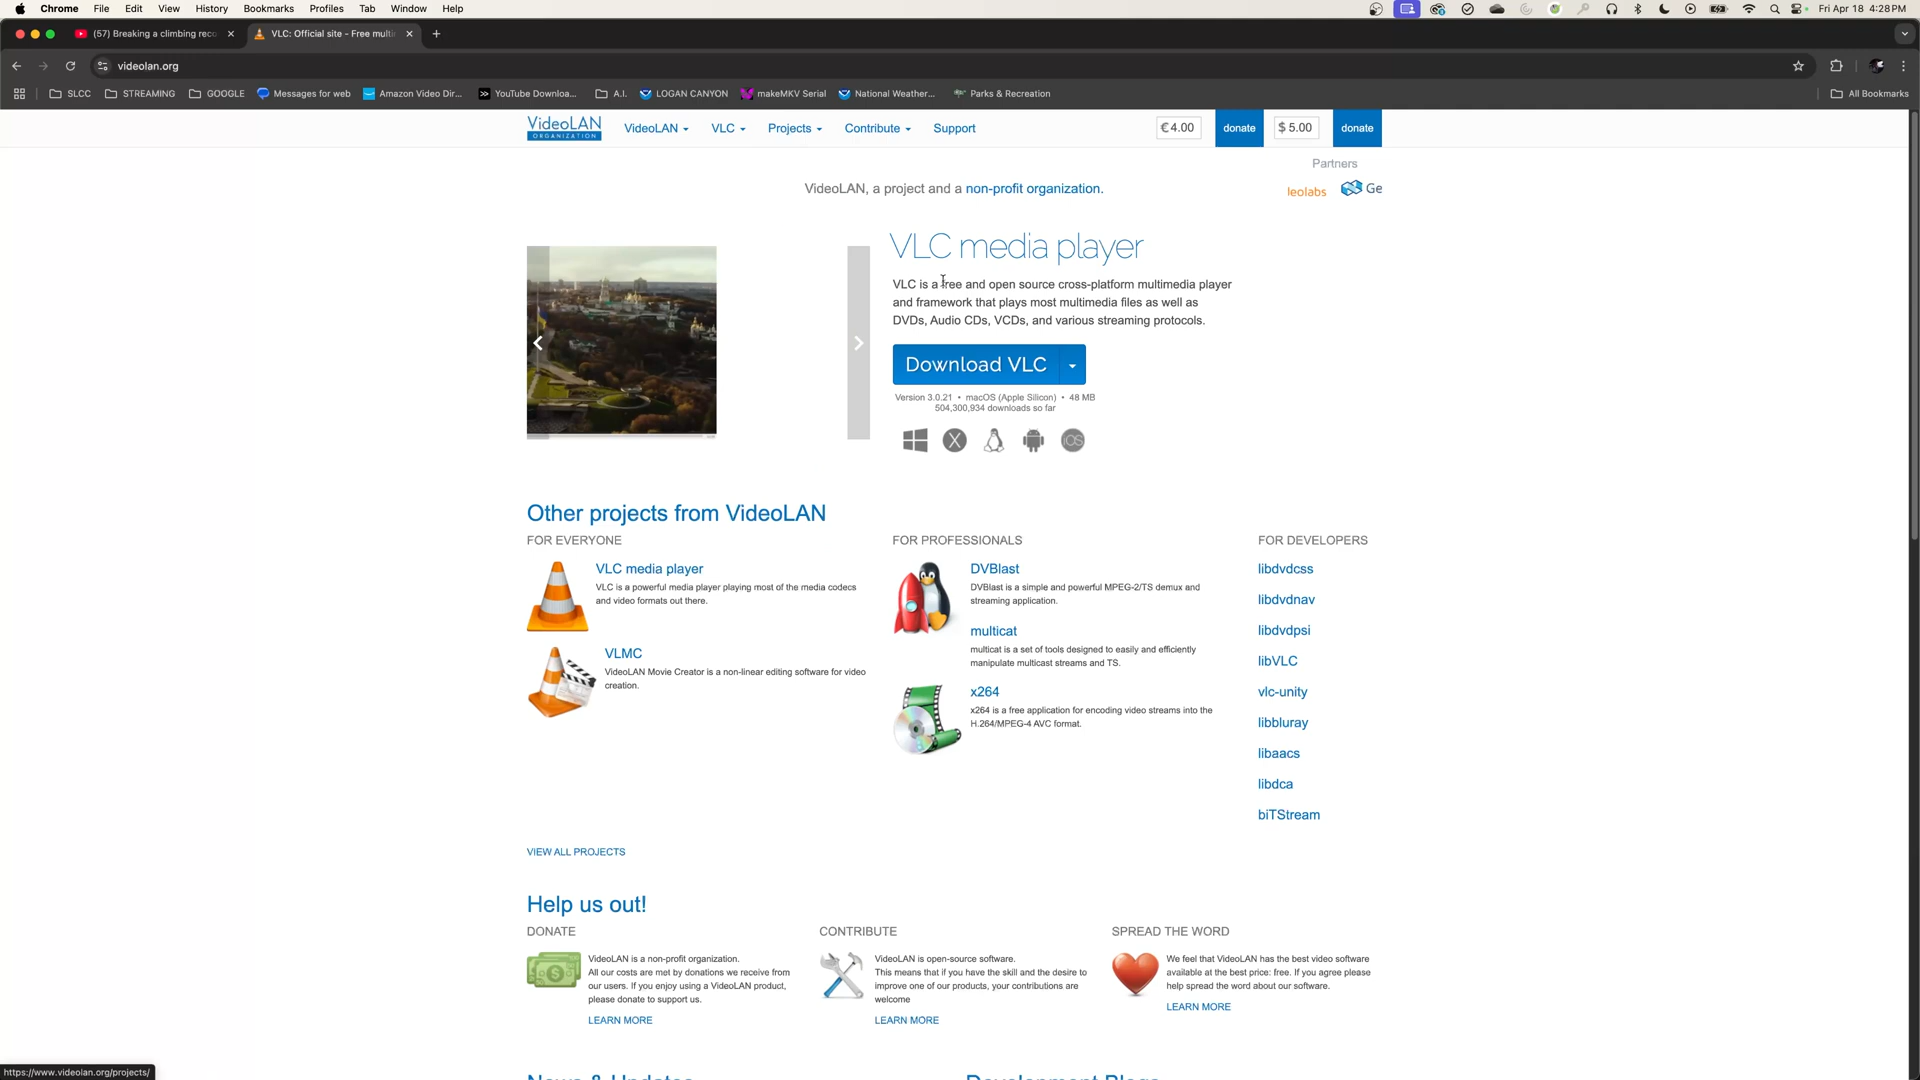 Chrome File Edit View History Bookmarks Profiles Tab Window Help
Fri Apr 18 4:28 PM
(57) Breaking a climbing reco
VLC: Official site - Free multi
videolan.org
SLCC STREAMING GOOGLE Messages for web Amazon Video Dir... YouTube Downloa... A.I. LOGAN CANYON makeMKV Serial National Weather... Parks & Recreation All Bookmarks
VideoLAN
ORGANIZATION
VideoLAN VLC Projects Contribute Support
€ 4.00 donate $ 5.00 donate
Partners
VideoLAN, a project and a non-profit organization.
leolabs Ge
VLC media player
VLC is a free and open source cross-platform multimedia player
and framework that plays most multimedia files as well as
DVDs, Audio CDs, VCDs, and various streaming protocols.
Download VLC
Version 3.0.21 • macOS (Apple Silicon) • 48 MB
504,300,934 downloads so far
iOS
Other projects from VideoLAN
FOR EVERYONE
VLC media player
VLC is a powerful media player playing most of the media codecs
and video formats out there.
VLMC
VideoLAN Movie Creator is a non-linear editing software for video
creation.
FOR PROFESSIONALS
DVBlast
DVBlast is a simple and powerful MPEG-2/TS demux and
streaming application.
multicat
multicat is a set of tools designed to easily and efficiently
manipulate multicast streams and TS.
x264
x264 is a free application for encoding video streams into the
H.264/MPEG-4 AVC format.
FOR DEVELOPERS
libdvdcss
libdvdnav
libdvdpsi
libVLC
vlc-unity
libbluray
libaacs
libdca
biTStream
VIEW ALL PROJECTS
Help us out!
DONATE
VideoLAN is a non-profit organization.
All our costs are met by donations we receive from
our users. If you enjoy using a VideoLAN product,
please donate to support us.
LEARN MORE
CONTRIBUTE
VideoLAN is open-source software.
This means that if you have the skill and the desire to
improve one of our products, your contributions are
welcome
LEARN MORE
SPREAD THE WORD
We feel that VideoLAN has the best video software
available at the best price: free. If you agree please
help spread the word about our software.
LEARN MORE
News & Updates
Development Blogs
https://www.videolan.org/projects/